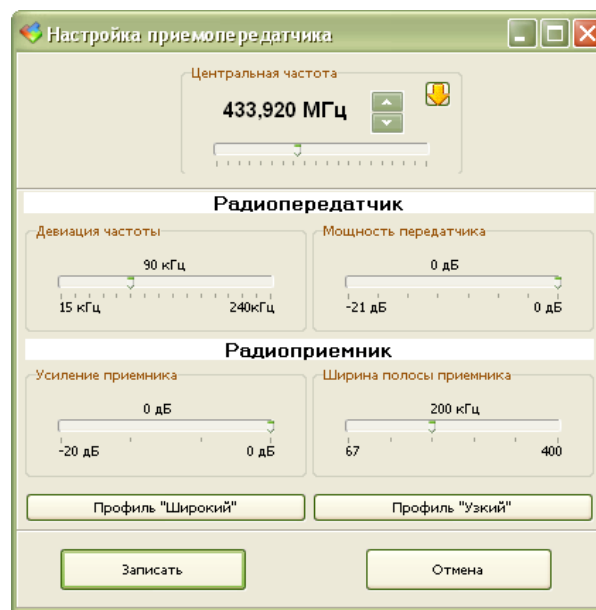 Настройка приемопередатчика
Центральная частота
433,920 МГц
Радиопередатчик
Девиация частоты
90 кГц
15 кГц 240кГц
Мощность передатчика
0 дБ
-21 дБ 0 дБ
Радиоприемник
Усиление приемника
0 дБ
-20 дБ 0 дБ
Ширина полосы приемника
200 кГц
67 400
Профиль "Широкий" Профиль "Узкий"
Записать Отмена